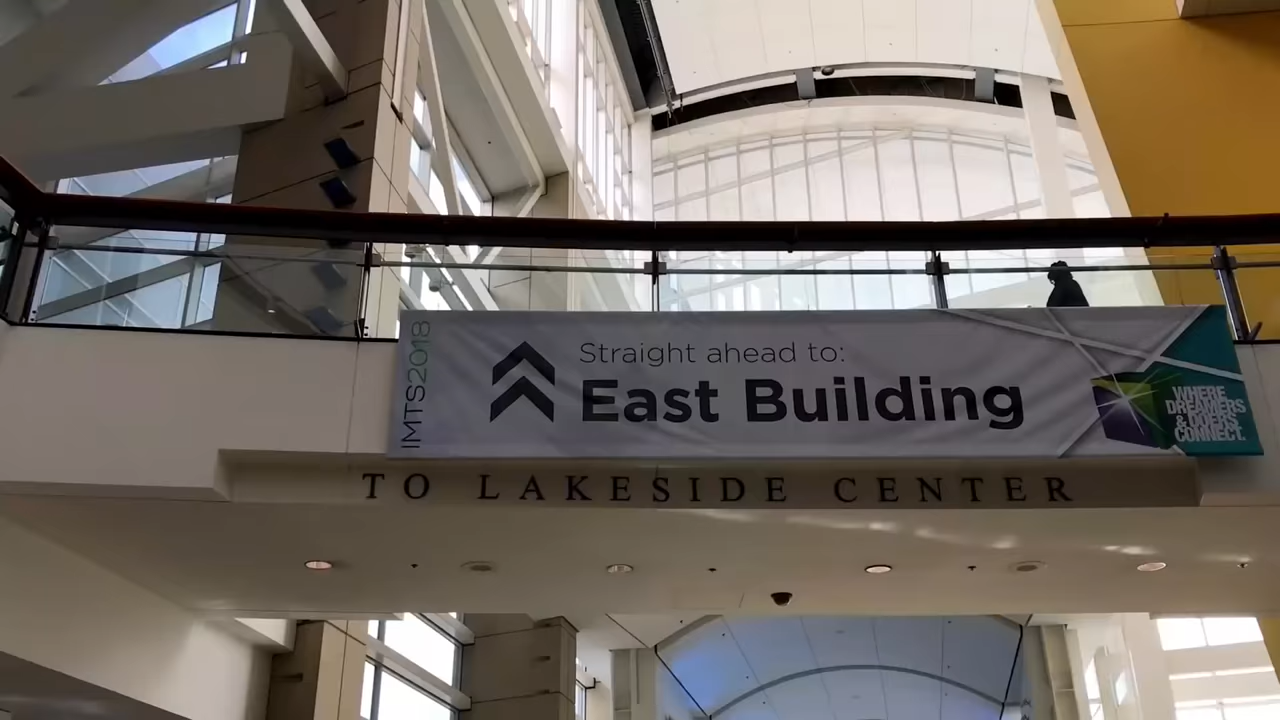 IMTS2018
Straight ahead to:
East Building
WHERE
DREAMERS
& DOERS
CONNECT.
TO LAKESIDE CENTER